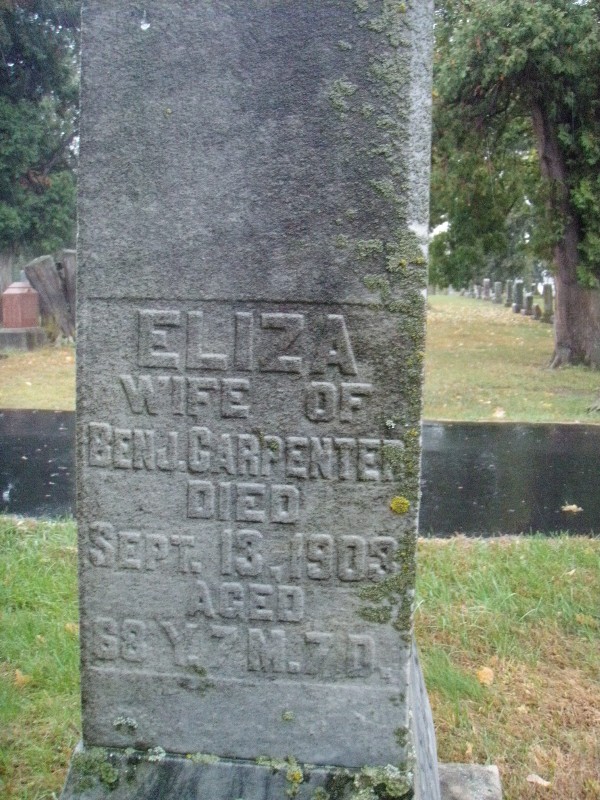 ELIZA
WIFE OF
BENJ. CARPENTER
DIED
SEPT. 13, 1903
AGED
68 Y. 7 M. 7 D.